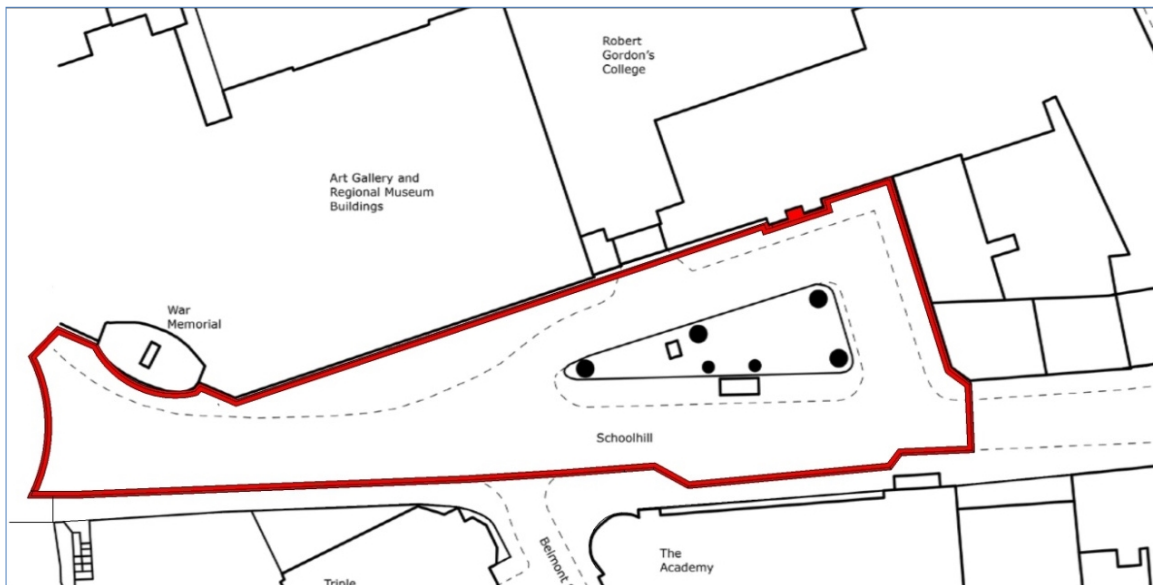 Robert
Gordon's
College
Art Gallery and
Regional Museum
Buildings
War
Memorial
Schoolhill
Belmont
The
Academy
Triple